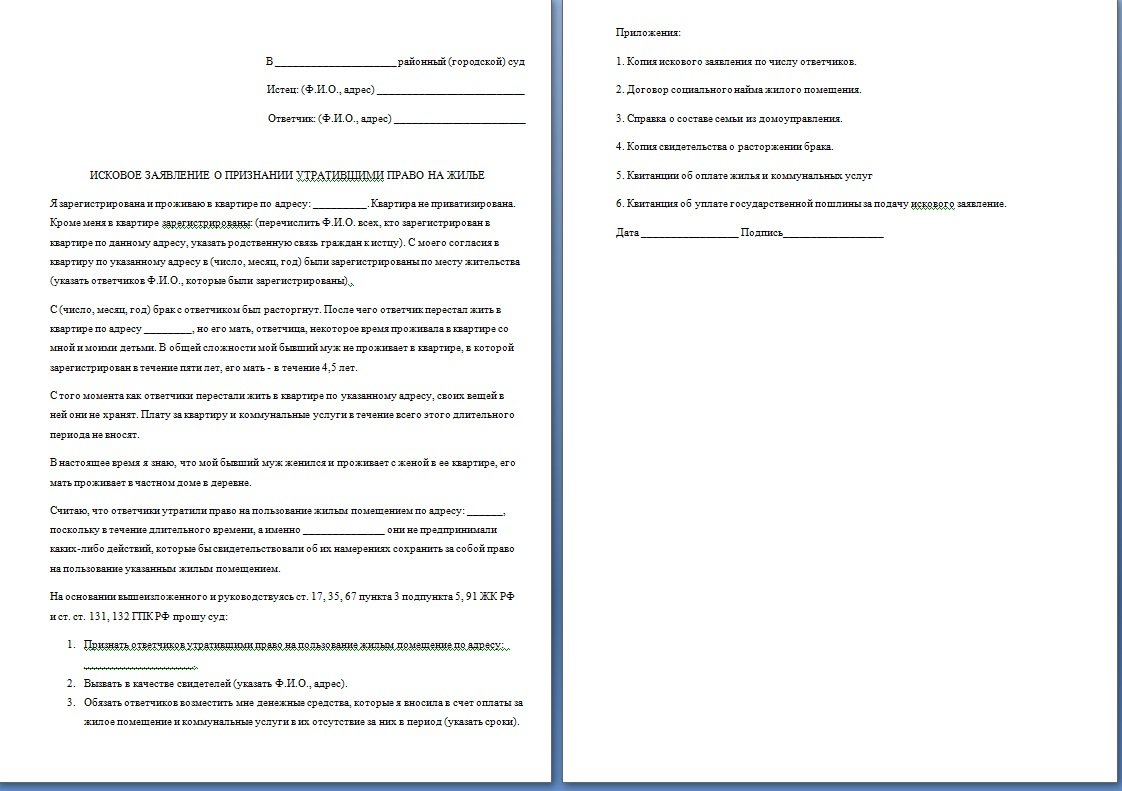 В ______________________ районный (городской) суд
Истец: (Ф.И.О., адрес) ___________________________
Ответчик: (Ф.И.О., адрес) ________________________
ИСКОВОЕ ЗАЯВЛЕНИЕ О ПРИЗНАНИИ УТРАТИВШИМИ ПРАВО НА ЖИЛЬЕ
Я зарегистрирована и проживаю в квартире по адресу: _________. Квартира не приватизирована.
Кроме меня в квартире зарегистрированы: (перечислить Ф.И.О. всех, кто зарегистрирован в
квартире по данному адресу, указать родственную связь граждан к истцу). С моего согласия в
квартиру по указанному адресу в (число, месяц, год) были зарегистрированы по месту жительства
(указать ответчиков Ф.И.О., которые были зарегистрированы).,
С (число, месяц, год) брак с ответчиком был расторгнут. После чего ответчик перестал жить в
квартире по адресу ________, но его мать, ответчица, некоторое время проживала в квартире со
мной и моими детьми. В общей сложности мой бывший муж не проживает в квартире, в которой
зарегистрирован в течение пяти лет, его мать - в течение 4,5 лет.
С того момента как ответчики перестали жить в квартире по указанному адресу, своих вещей в
ней они не хранят. Плату за квартиру и коммунальные услуги в течение всего этого длительного
периода не вносят.
В настоящее время я знаю, что мой бывший муж женился и проживает с женой в ее квартире, его
мать проживает в частном доме в деревне.
Считаю, что ответчики утратили право на пользование жилым помещением по адресу: ______,
поскольку в течение длительного времени, а именно ______________ они не предпринимали
каких-либо действий, которые бы свидетельствовали об их намерениях сохранить за собой право
на пользование указанным жилым помещением.
На основании вышеизложенного и руководствуясь ст. 17, 35, 67 пункта 3 подпункта 5, 91 ЖК РФ
и ст. ст. 131, 132 ГПК РФ прошу суд:
1. Признать ответчиков утратившими право на пользование жилым помещение по адресу:
___________________.
2. Вызвать в качестве свидетелей (указать Ф.И.О., адрес).
3. Обязать ответчиков возместить мне денежные средства, которые я вносила в счет оплаты за
жилое помещение и коммунальные услуги в их отсутствие за них в период (указать сроки).
Приложения:
1. Копия искового заявления по числу ответчиков.
2. Договор социального найма жилого помещения.
3. Справка о составе семьи из домоуправления.
4. Копия свидетельства о расторжении брака.
5. Квитанции об оплате жилья и коммунальных услуг
6. Квитанция об уплате государственной пошлины за подачу искового заявление.
Дата _________________ Подпись_________________